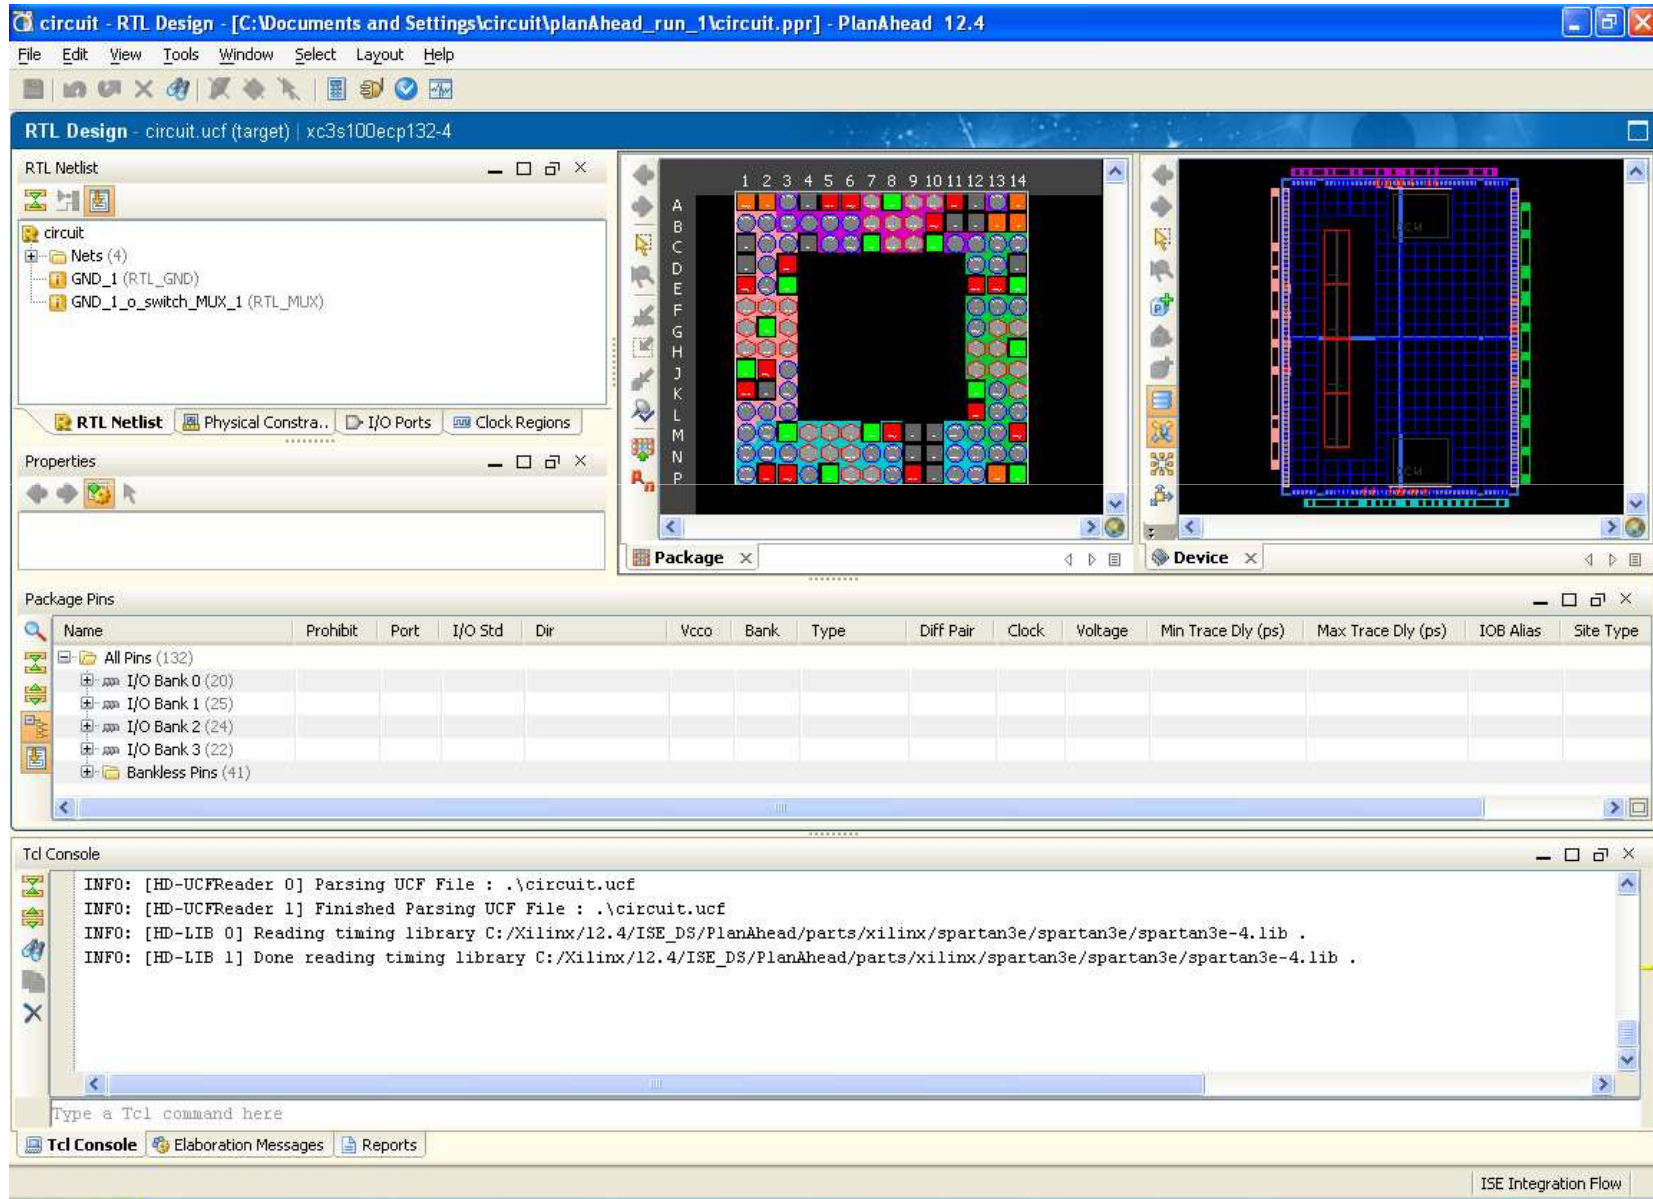 circuit - RTL Design - [C:\Documents and Settings\circuit\planAhead_run_1\circuit.ppr] - PlanAhead 12.4
File Edit View Tools Window Select Layout Help
RTL Design - circuit.ucf (target) | xc3s100ecp132-4
RTL Netlist
circuit
Nets (4)
GND_1 (RTL_GND)
GND_1_o_switch_MUX_1 (RTL_MUX)
RTL Netlist Physical Constra.. I/O Ports Clock Regions
Properties
1 2 3 4 5 6 7 8 9 10 11 12 13 14
A
B
C
D
E
F
G
H
J
K
L
M
N
P
Package
Device
Package Pins
Name Prohibit Port I/O Std Dir Vcco Bank Type Diff Pair Clock Voltage Min Trace Dly (ps) Max Trace Dly (ps) IOB Alias Site Type
All Pins (132)
I/O Bank 0 (20)
I/O Bank 1 (25)
I/O Bank 2 (24)
I/O Bank 3 (22)
Bankless Pins (41)
Tcl Console
INFO: [HD-UCFReader 0] Parsing UCF File : .\circuit.ucf
INFO: [HD-UCFReader 1] Finished Parsing UCF File : .\circuit.ucf
INFO: [HD-LIB 0] Reading timing library C:/Xilinx/12.4/ISE_DS/PlanAhead/parts/xilinx/spartan3e/spartan3e/spartan3e-4.lib .
INFO: [HD-LIB 1] Done reading timing library C:/Xilinx/12.4/ISE_DS/PlanAhead/parts/xilinx/spartan3e/spartan3e/spartan3e-4.lib .
Type a Tcl command here
Tcl Console Elaboration Messages Reports
ISE Integration Flow